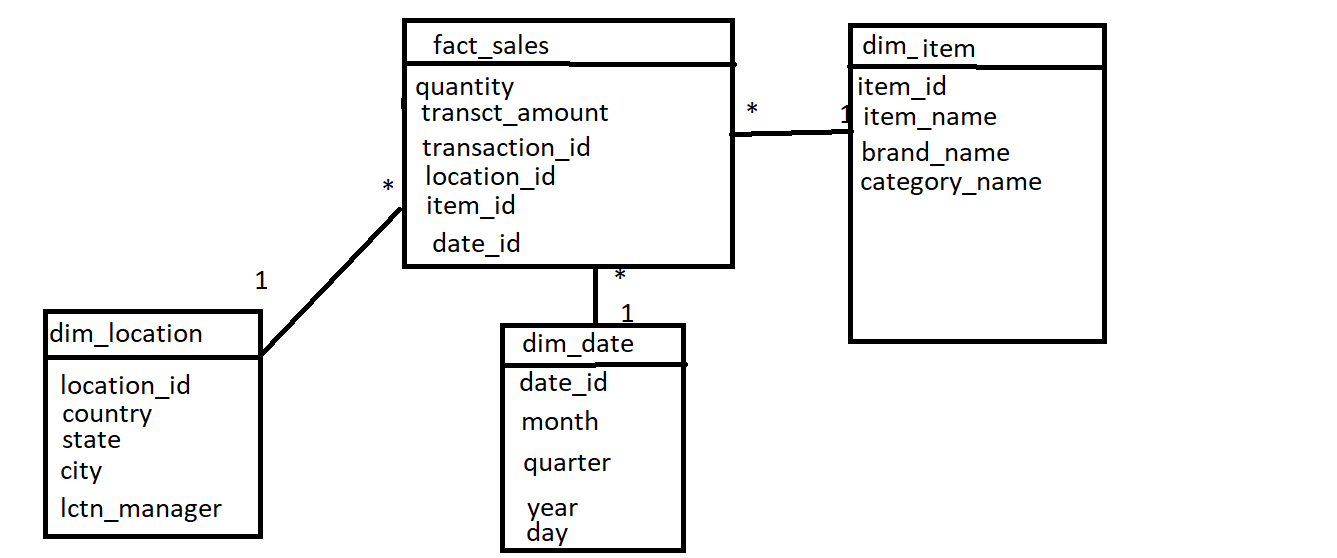 fact_sales
quantity
transct_amount
transaction_id
location_id
item_id
date_id
*
1
dim_item
item_id
item_name
brand_name
category_name
*
1
dim_location
location_id
country
state
city
lctn_manager
*
1
dim_date
date_id
month
quarter
year
day